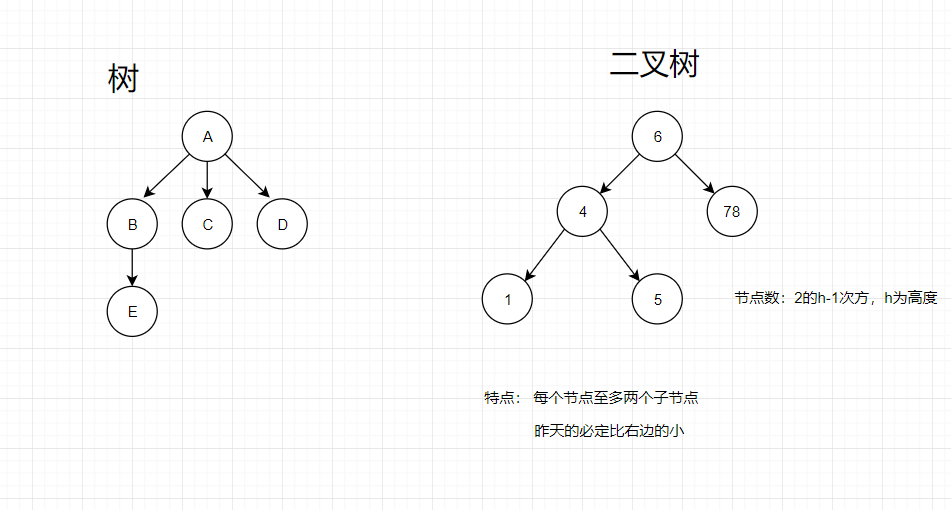 树
二叉树
A
6
B
C
D
4
78
E
1
5
节点数：2的h-1次方，h为高度
特点： 每个节点至多两个子节点
昨天的必定比右边的小